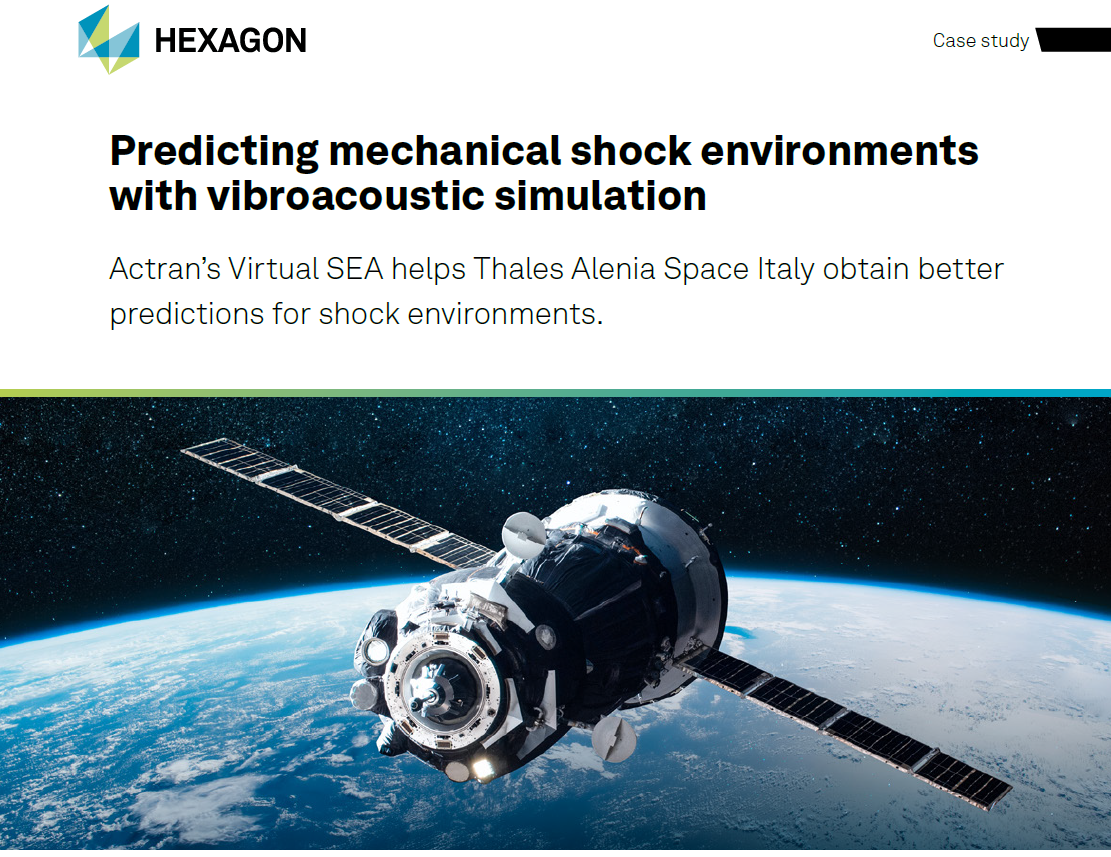 HEXAGON
Case study
Predicting mechanical shock environments
with vibroacoustic simulation
Actran’s Virtual SEA helps Thales Alenia Space Italy obtain better
predictions for shock environments.